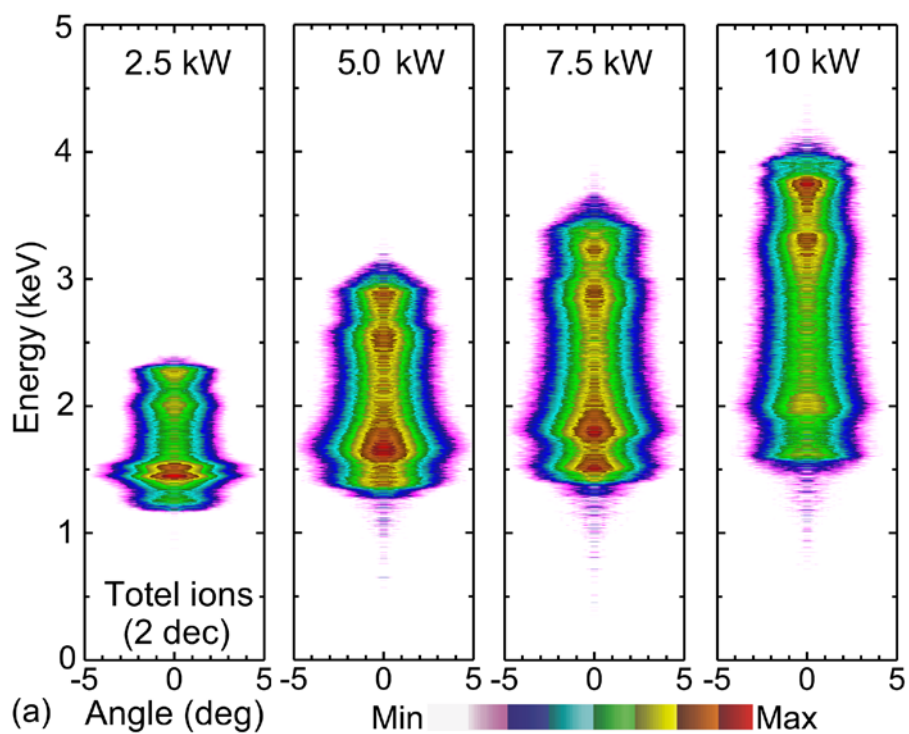 2.5 kW 5.0 kW 7.5 kW 10 kW
5
4
3
2
1
0
Energy (keV)
Totel ions
(2 dec)
-5 0 5 -5 0 5 -5 0 5 -5 0 5
(a) Angle (deg) Min Max